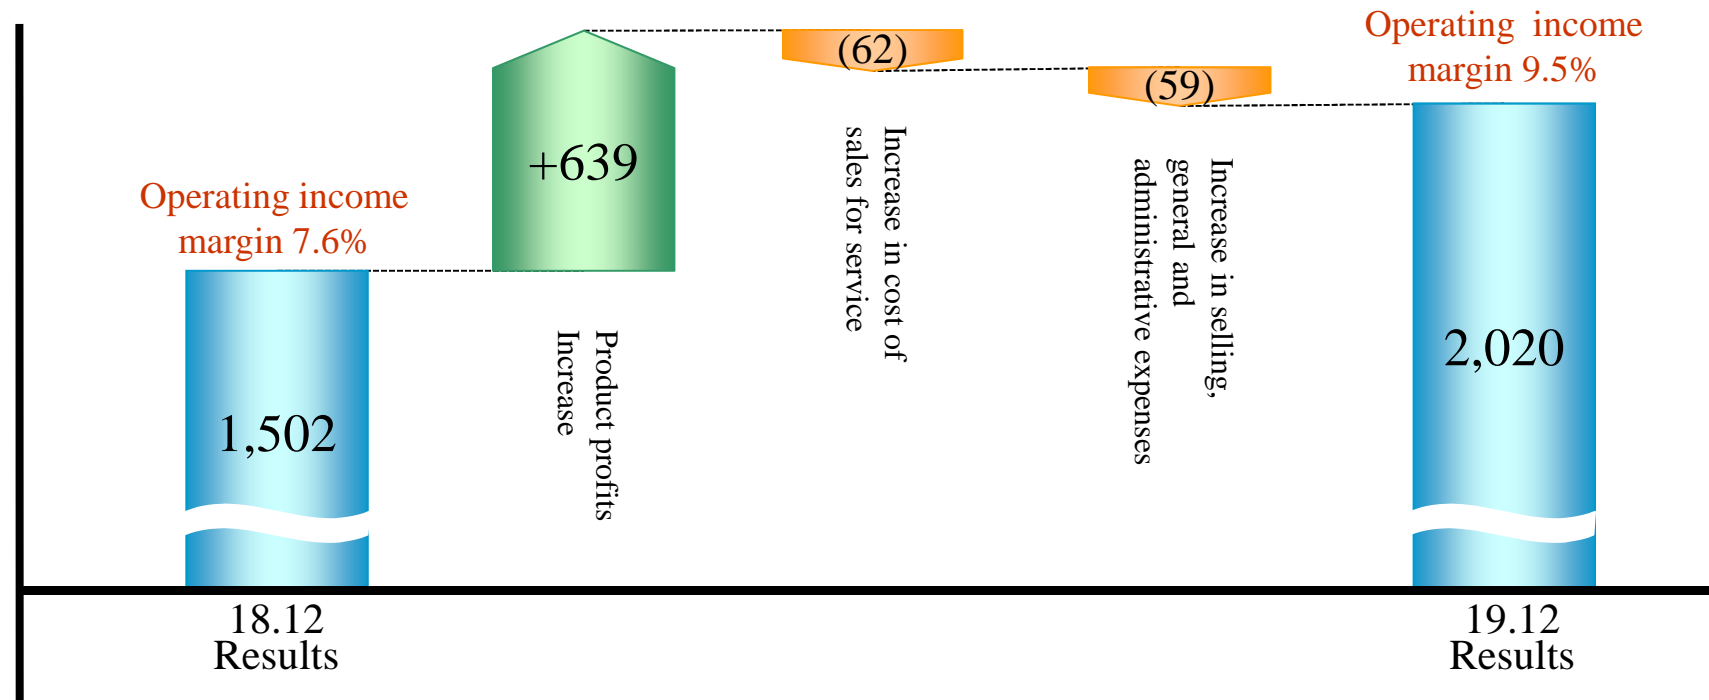 Operating income
margin 7.6%
1,502
18.12
Results
+639
Product profits
Increase
(62)
Increase in cost of
sales for service
(59)
Increase in selling,
general and
administrative expenses
Operating income
margin 9.5%
2,020
19.12
Results